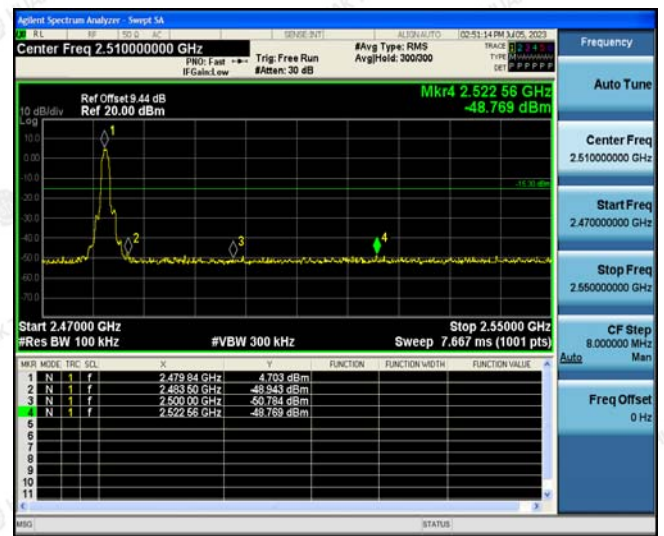 Agilent Spectrum Analyzer - Swept SA
RL RF 50 Ω AC SENSE:INT ALIGNAUTO 02:51:14 PM Jul 05, 2023
Center Freq 2.510000000 GHz
PNO: Fast
IFGain:Low
Trig: Free Run
#Atten: 30 dB
#Avg Type: RMS
Avg|Hold: 300/300
TRACE 1 2 3 4 5 6
TYPE M
DET P P P P P P
Ref Offset 9.44 dB
10 dB/div Ref 20.00 dBm
Log
Mkr4 2.522 56 GHz
-48.769 dBm
10.0
0.00
-10.0
-20.0
-30.0
-40.0
-50.0
-60.0
-70.0
1
2
3
4
Start 2.47000 GHz Stop 2.55000 GHz
#Res BW 100 kHz #VBW 300 kHz Sweep 7.667 ms (1001 pts)
MKR MODE TRC SCL X Y FUNCTION FUNCTION WIDTH FUNCTION VALUE
1 N 1 f 2.479 84 GHz 4.703 dBm
2 N 1 f 2.483 50 GHz -48.943 dBm
3 N 1 f 2.500 00 GHz -50.784 dBm
4 N 1 f 2.522 56 GHz -48.769 dBm
5
6
7
8
9
10
11
MSG STATUS
Frequency
Auto Tune
Center Freq
2.510000000 GHz
Start Freq
2.470000000 GHz
Stop Freq
2.550000000 GHz
CF Step
8.000000 MHz
Auto Man
Freq Offset
0 Hz